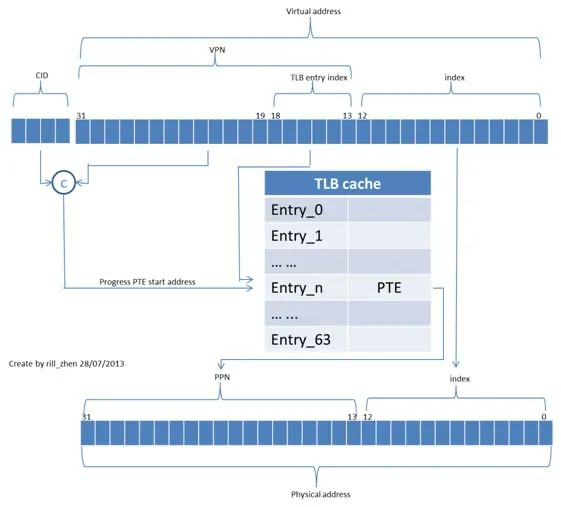 Virtual address
VPN
CID
TLB entry index
index
31
19
18
13
12
0
C
TLB cache
Entry_0
Entry_1
... ...
Progress PTE start address
Entry_n
PTE
... ...
Entry_63
Create by rill_zhen 28/07/2013
PPN
index
31
13
12
0
Physical address